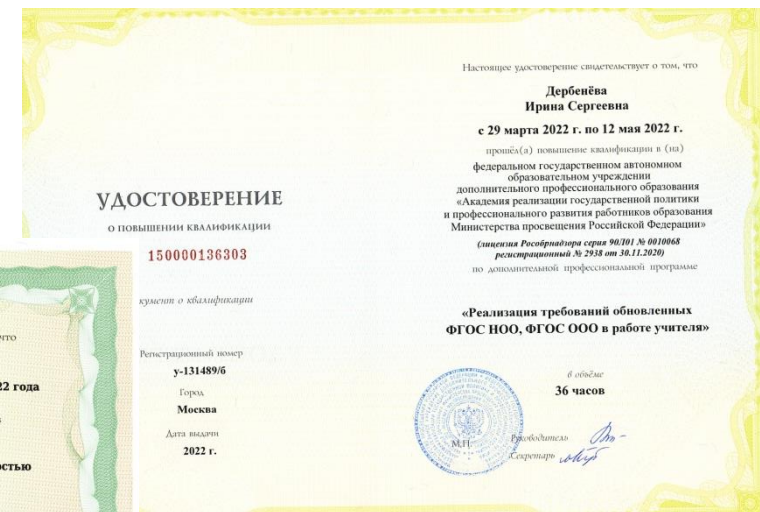 УДОСТОВЕРЕНИЕ
О ПОВЫШЕНИИ КВАЛИФИКАЦИИ
150000136303
кумент о квалификации
Регистрационный номер
у-131489/б
Город
Москва
Дата выдачи
2022 г.
Настоящее удостоверение свидетельствует о том, что
Дербенёва
Ирина Сергеевна
с 29 марта 2022 г. по 12 мая 2022 г.
прошёл(а) повышение квалификации в (на)
федеральном государственном автономном
образовательном учреждении
дополнительного профессионального образования
«Академия реализации государственной политики
и профессионального развития работников образования
Министерства просвещения Российской Федерации»
(лицензия Рособрнадзора серия 90Л01 № 0010068
регистрационный № 2938 от 30.11.2020)
по дополнительной профессиональной программе
«Реализация требований обновленных
ФГОС НОО, ФГОС ООО в работе учителя»
в объёме
36 часов
М.П.
Руководитель
Секретарь
что
22 года
остью